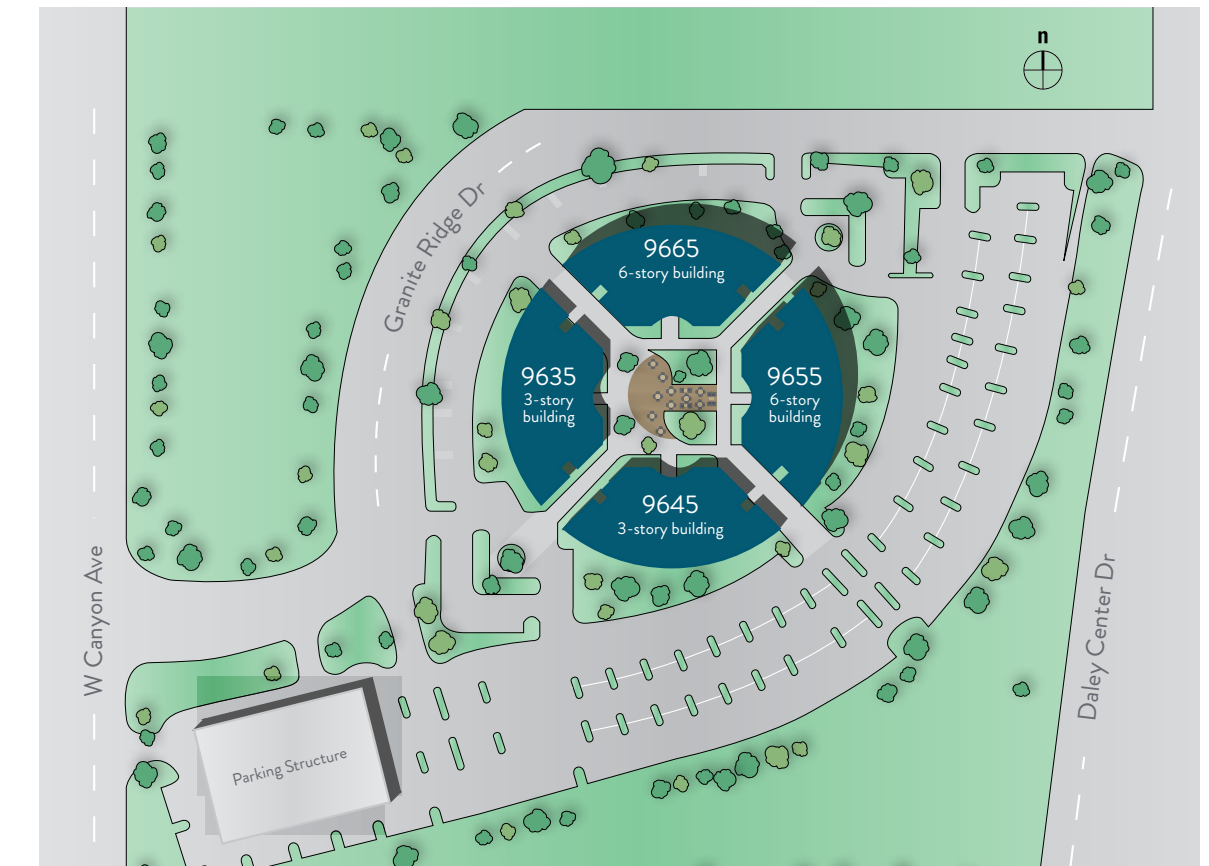 n
Granite Ridge Dr
9665
6-story building
9635
3-story
building
9655
6-story
building
9645
3-story building
W Canyon Ave
Daley Center Dr
Parking Structure